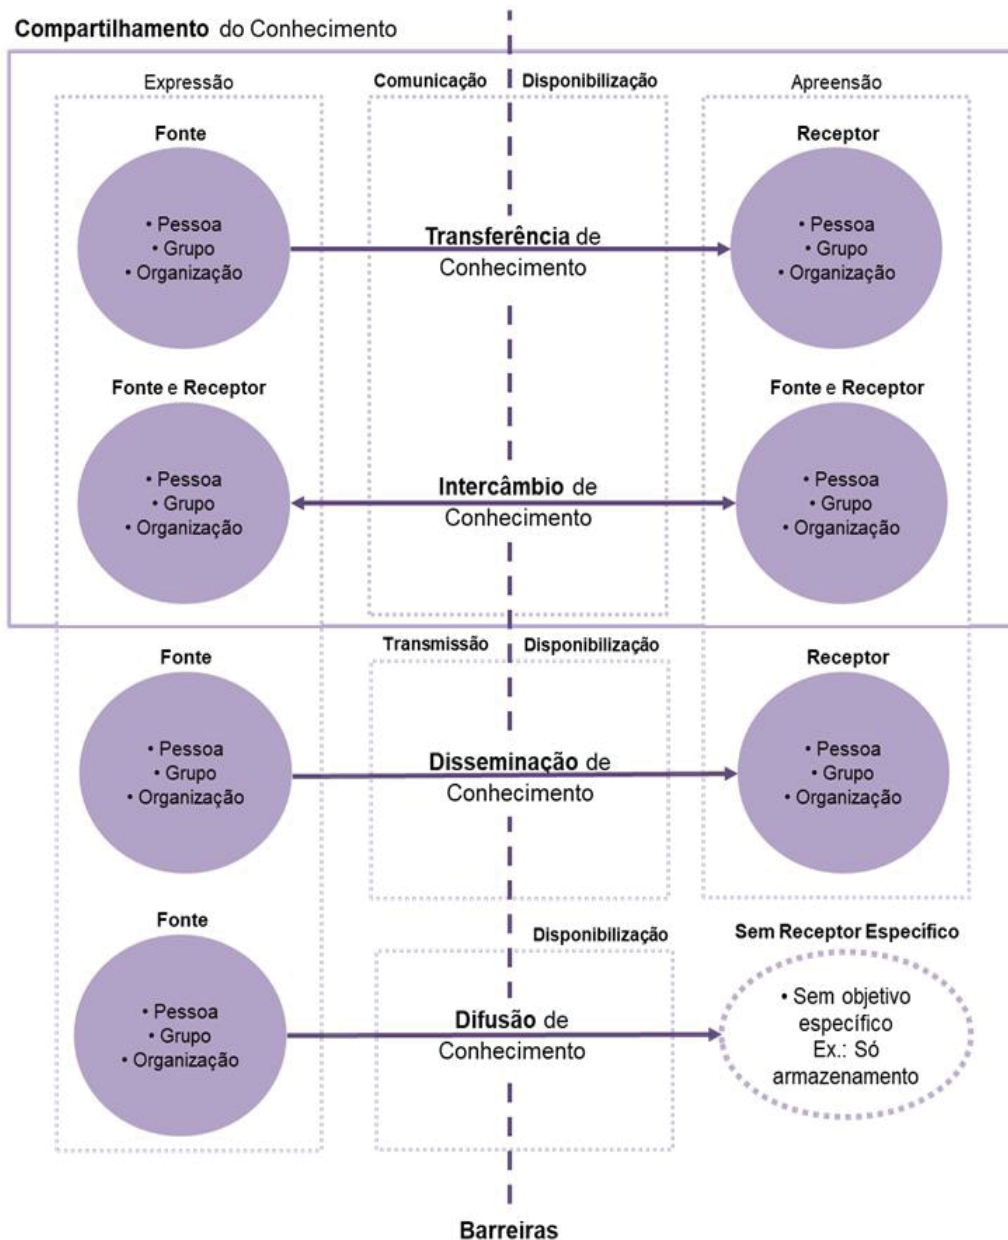 Compartilhamento do Conhecimento
Expressão
Comunicação
Disponibilização
Apreensão
Fonte
Receptor
• Pessoa
• Grupo
• Organização
Transferência de
Conhecimento
• Pessoa
• Grupo
• Organização
Fonte e Receptor
Fonte e Receptor
• Pessoa
• Grupo
• Organização
Intercâmbio de
Conhecimento
• Pessoa
• Grupo
• Organização
Transmissão
Disponibilização
Fonte
Receptor
• Pessoa
• Grupo
• Organização
Disseminação de
Conhecimento
• Pessoa
• Grupo
• Organização
Fonte
Disponibilização
Sem Receptor Específico
• Pessoa
• Grupo
• Organização
Difusão de
Conhecimento
• Sem objetivo
específico
Ex.: Só
armazenamento
Barreiras